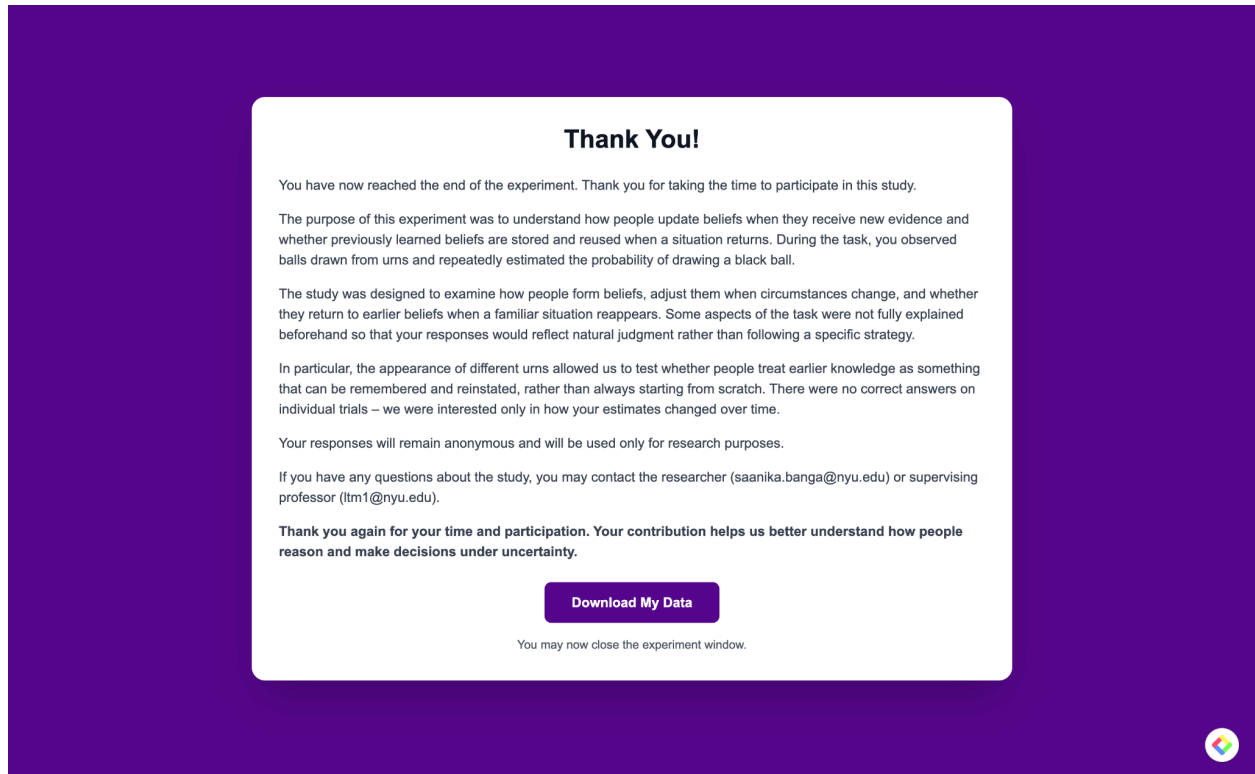 Thank You!
You have now reached the end of the experiment. Thank you for taking the time to participate in this study.
The purpose of this experiment was to understand how people update beliefs when they receive new evidence and
whether previously learned beliefs are stored and reused when a situation returns. During the task, you observed
balls drawn from urns and repeatedly estimated the probability of drawing a black ball.
The study was designed to examine how people form beliefs, adjust them when circumstances change, and whether
they return to earlier beliefs when a familiar situation reappears. Some aspects of the task were not fully explained
beforehand so that your responses would reflect natural judgment rather than following a specific strategy.
In particular, the appearance of different urns allowed us to test whether people treat earlier knowledge as something
that can be remembered and reinstated, rather than always starting from scratch. There were no correct answers on
individual trials – we were interested only in how your estimates changed over time.
Your responses will remain anonymous and will be used only for research purposes.
If you have any questions about the study, you may contact the researcher (saanika.banga@nyu.edu) or supervising
professor (ltm1@nyu.edu).
Thank you again for your time and participation. Your contribution helps us better understand how people
reason and make decisions under uncertainty.
Download My Data
You may now close the experiment window.